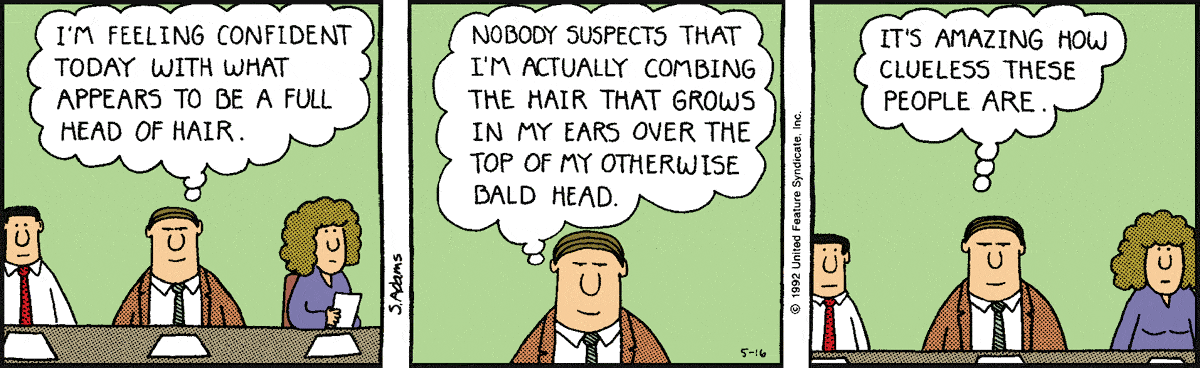 I'M FEELING CONFIDENT
TODAY WITH WHAT
APPEARS TO BE A FULL
HEAD OF HAIR.
S.Adams
NOBODY SUSPECTS THAT
I'M ACTUALLY COMBING
THE HAIR THAT GROWS
IN MY EARS OVER THE
TOP OF MY OTHERWISE
BALD HEAD.
5-16
© 1992 United Feature Syndicate, Inc.
IT'S AMAZING HOW
CLUELESS THESE
PEOPLE ARE.